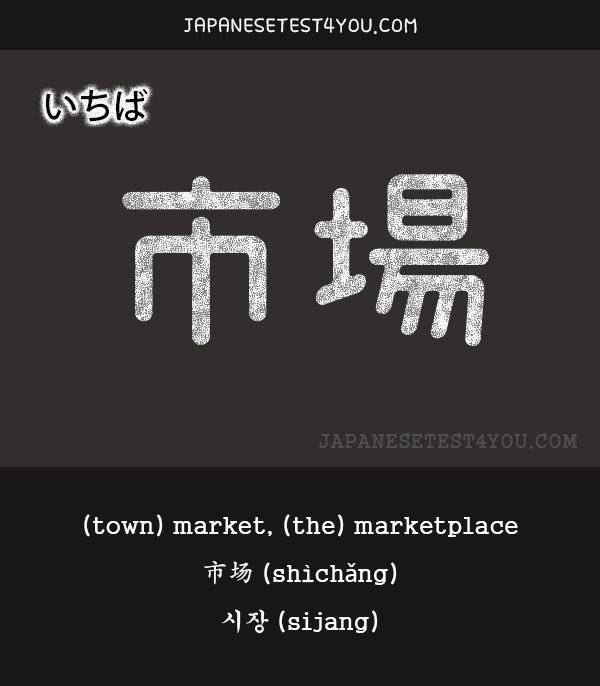 JAPANESETEST4YOU.COM
いちば
市場
JAPANESETEST4YOU.COM
(town) market, (the) marketplace
市场 (shìchǎng)
시장 (sijang)